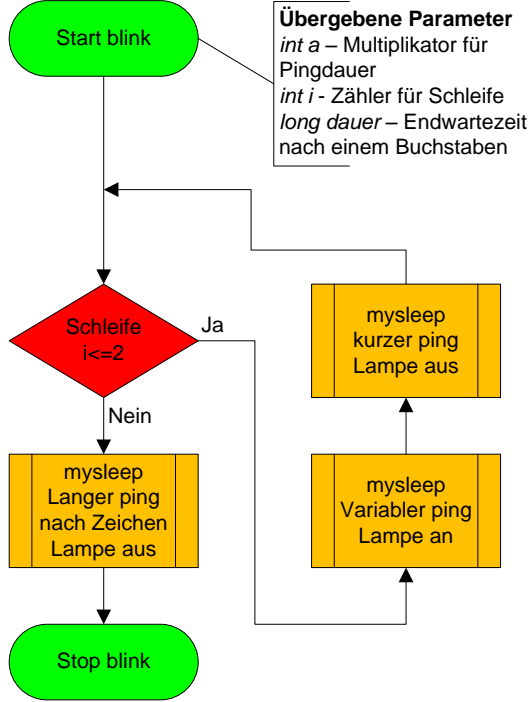 Start blink
Übergebene Parameter
int a – Multiplikator für
Pingdauer
int i - Zähler für Schleife
long dauer – Endwartezeit
nach einem Buchstaben
Schleife
i<=2
Ja
Nein
mysleep
kurzer ping
Lampe aus
mysleep
Variabler ping
Lampe an
mysleep
Langer ping
nach Zeichen
Lampe aus
Stop blink